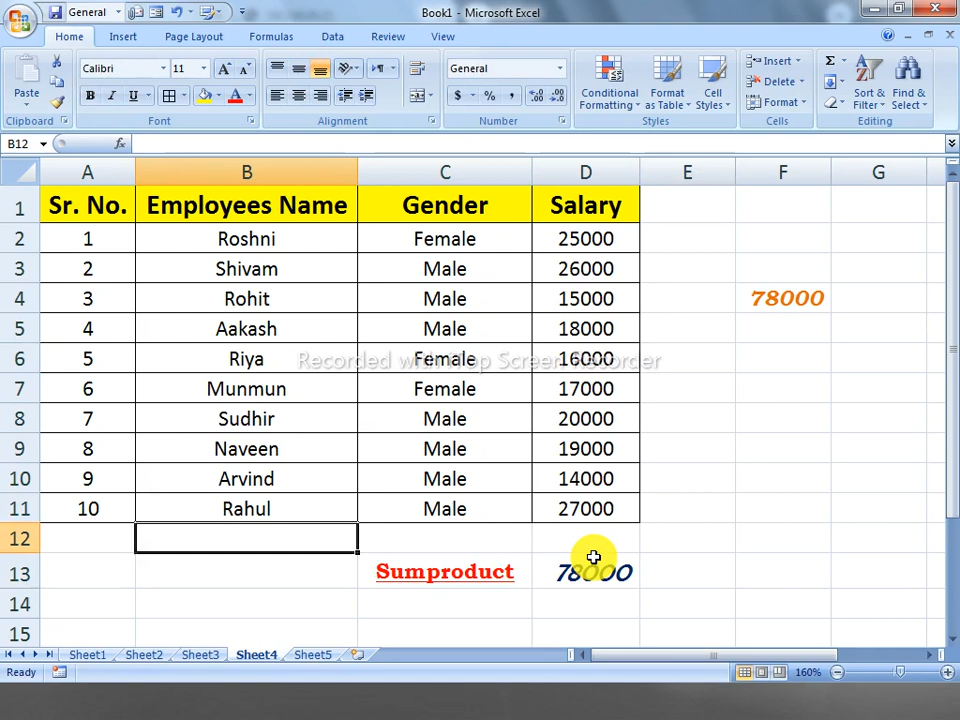 General
Book1 - Microsoft Excel
Home Insert Page Layout Formulas Data Review View
Paste
Calibri 11
B I U
General
$ % ,
Conditional Formatting
Format as Table
Cell Styles
Insert
Delete
Format
Sort & Filter
Find & Select
Clipboard Font Alignment Number Styles Cells Editing
B12 fx
A B C D E F G
1 Sr. No. Employees Name Gender Salary
2 1 Roshni Female 25000
3 2 Shivam Male 26000
4 3 Rohit Male 15000 78000
5 4 Aakash Male 18000
6 5 Riya Female
Recorded with iTop Screen Recorder
7 6 Munmun Female 17000
8 7 Sudhir Male 20000
9 8 Naveen Male 19000
10 9 Arvind Male 14000
11 10 Rahul Male 27000
12
13 Sumproduct 78000
14
15
Sheet1 Sheet2 Sheet3 Sheet4 Sheet5
Ready 160%